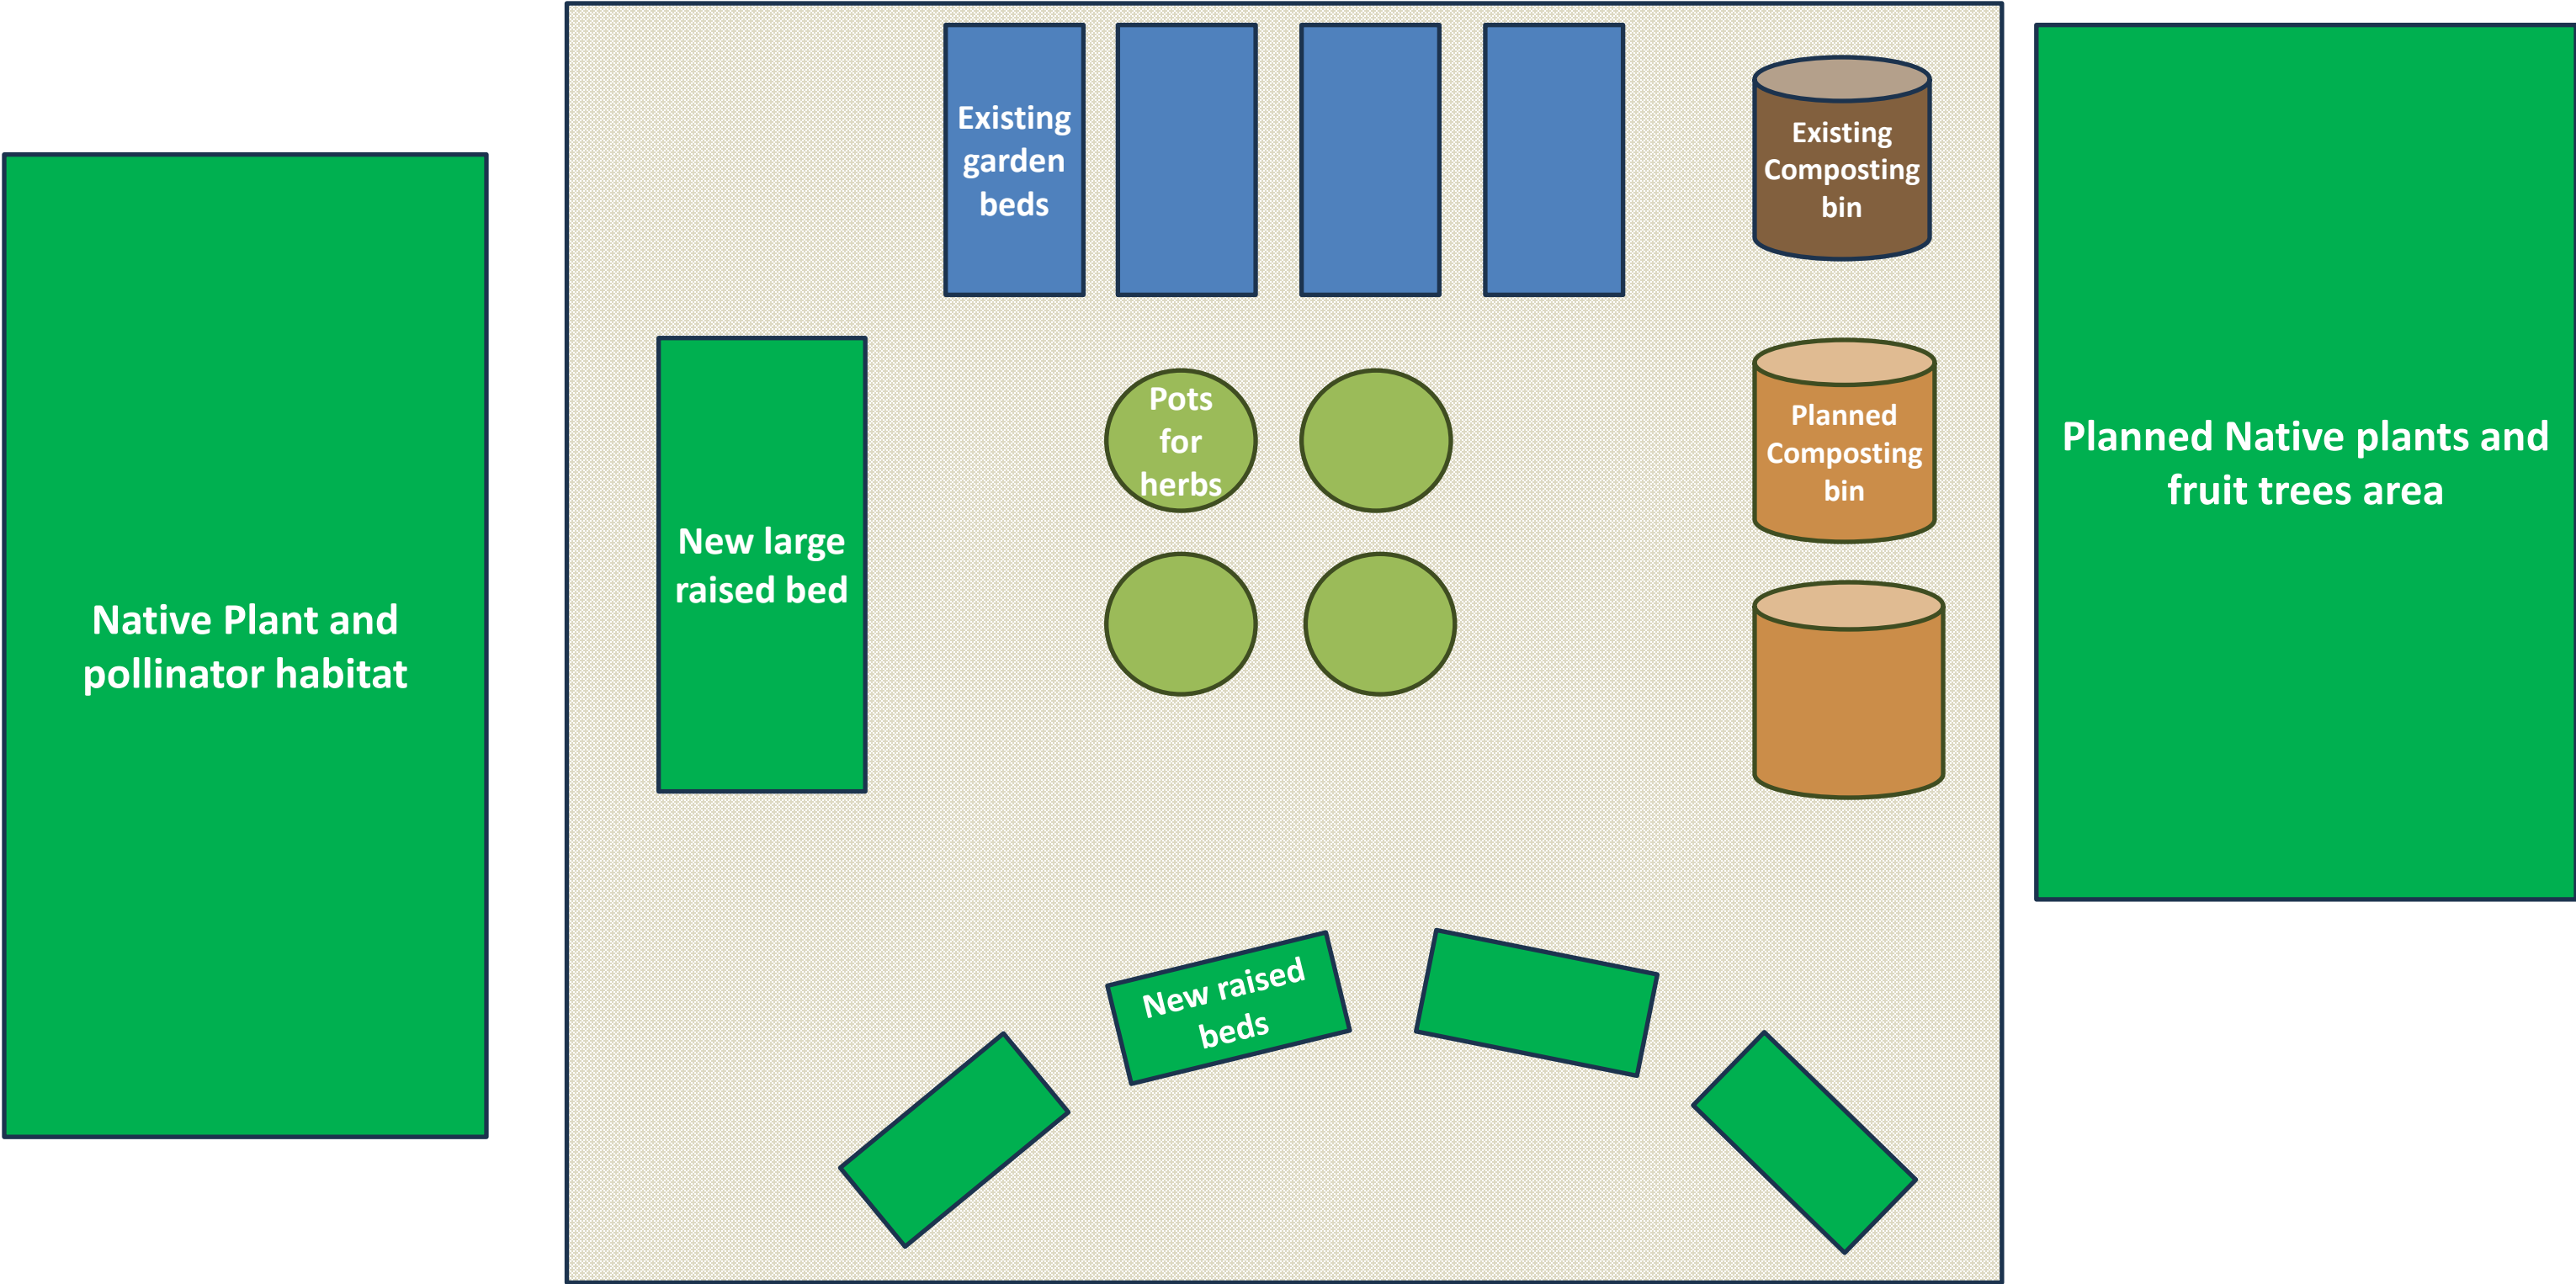 Existing
garden
beds
Existing
Composting
bin
Native Plant and
pollinator habitat
New large
raised bed
Pots
for
herbs
Planned
Composting
bin
Planned Native plants and
fruit trees area
New raised
beds